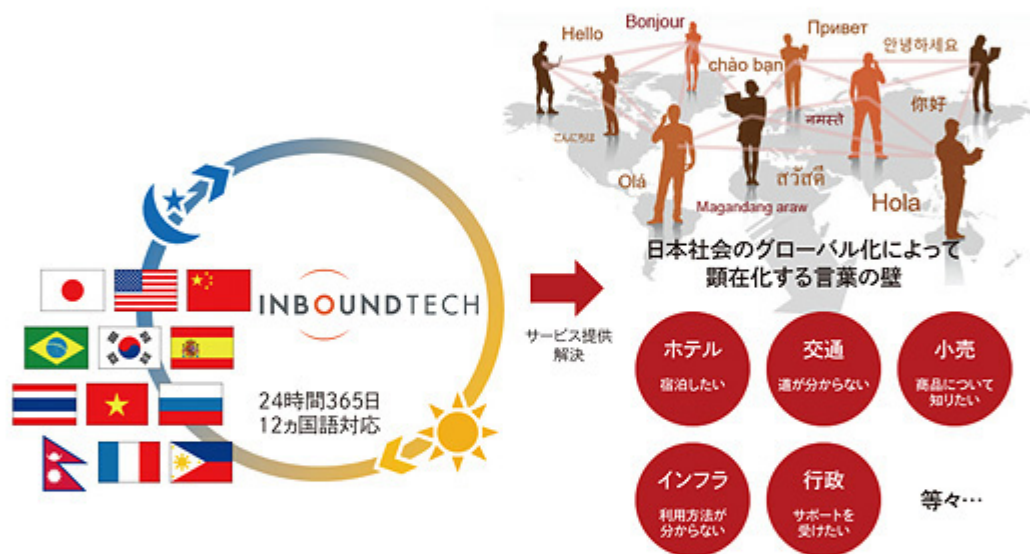 INBOUNDTECH
24時間365日
12ヵ国語対応
サービス提供
解決
Hello
Bonjour
Привет
안녕하세요
chào bạn
你好
नमस्ते
こんにちは
Olá
สวัสดี
Magandang araw
Hola
日本社会のグローバル化によって
顕在化する言葉の壁
ホテル
宿泊したい
交通
道が分からない
小売
商品について
知りたい
インフラ
利用方法が
分からない
行政
サポートを
受けたい
等々…